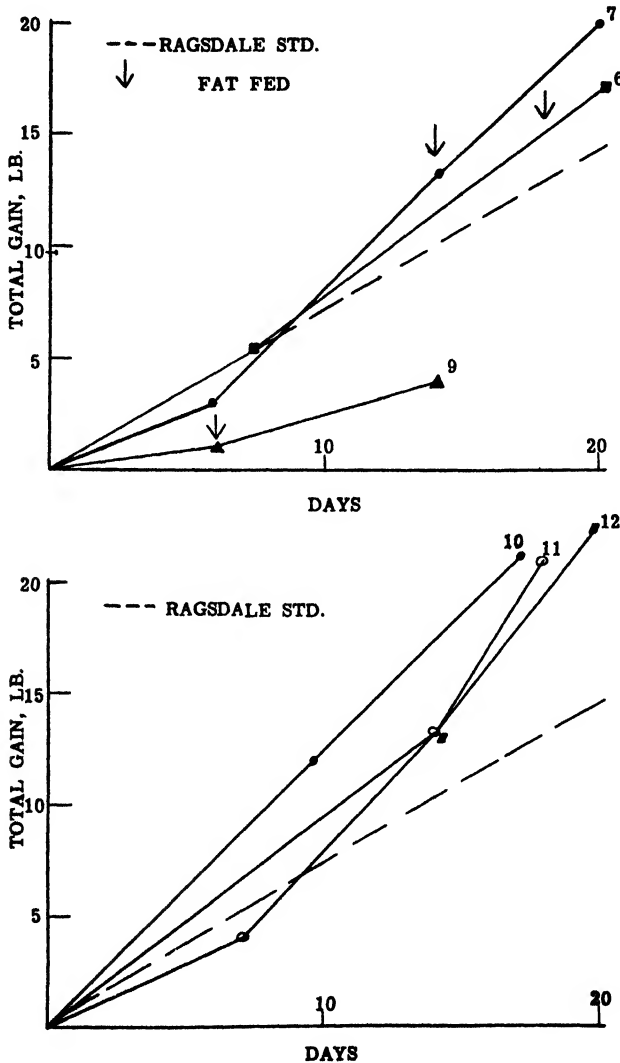 20
7
--- RAGSDALE STD.
↓ FAT FED
6
15
TOTAL GAIN, LB.
10
5
9
10
20
DAYS
10
11
12
20
--- RAGSDALE STD.
15
TOTAL GAIN, LB.
10
5
10
20
DAYS